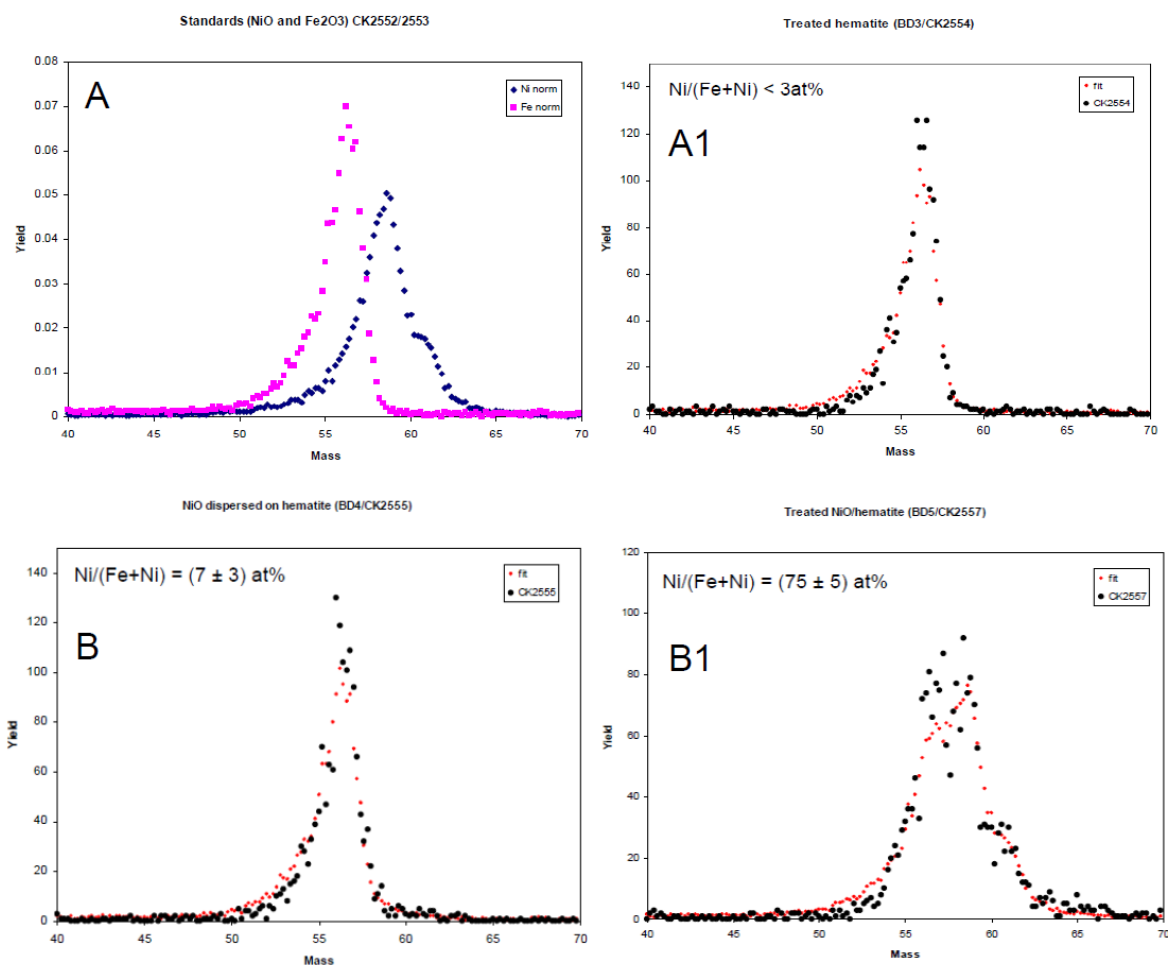 Standards (NiO and Fe2O3) CK2552/2553
0.08
0.07
0.06
0.05
0.04
0.03
0.02
0.01
0
Yield
A
Ni norm
Fe norm
40 45 50 55 60 65 70
Mass
Treated hematite (BD3/CK2554)
140
120
100
80
60
40
20
0
Yield
Ni/(Fe+Ni) < 3at%
A1
fit
CK2554
40 45 50 55 60 65 70
Mass
NiO dispersed on hematite (BD4/CK2555)
140
120
100
80
60
40
20
0
Yield
Ni/(Fe+Ni) = (7 ± 3) at%
B
fit
CK2555
40 45 50 55 60 65 70
Mass
Treated NiO/hematite (BD5/CK2557)
120
100
80
60
40
20
0
Yield
Ni/(Fe+Ni) = (75 ± 5) at%
B1
fit
CK2557
40 45 50 55 60 65 70
Mass